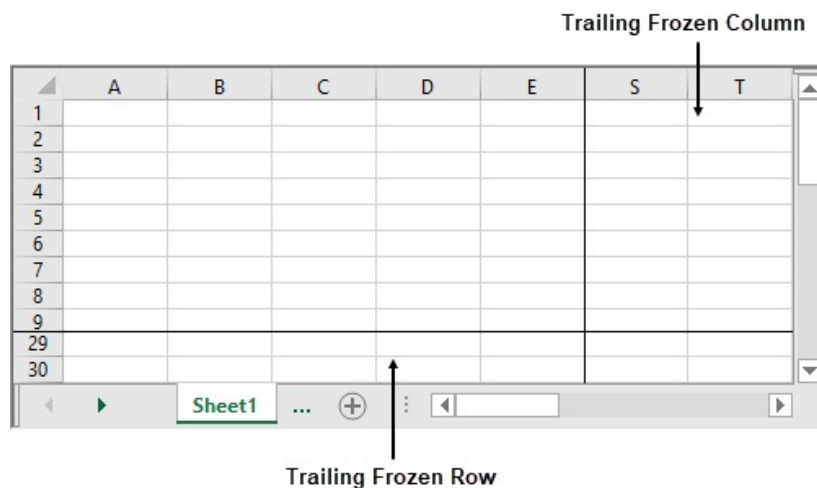 Trailing Frozen Column
A B C D E S T
1
2
3
4
5
6
7
8
9
29
30
Sheet1 ...
Trailing Frozen Row